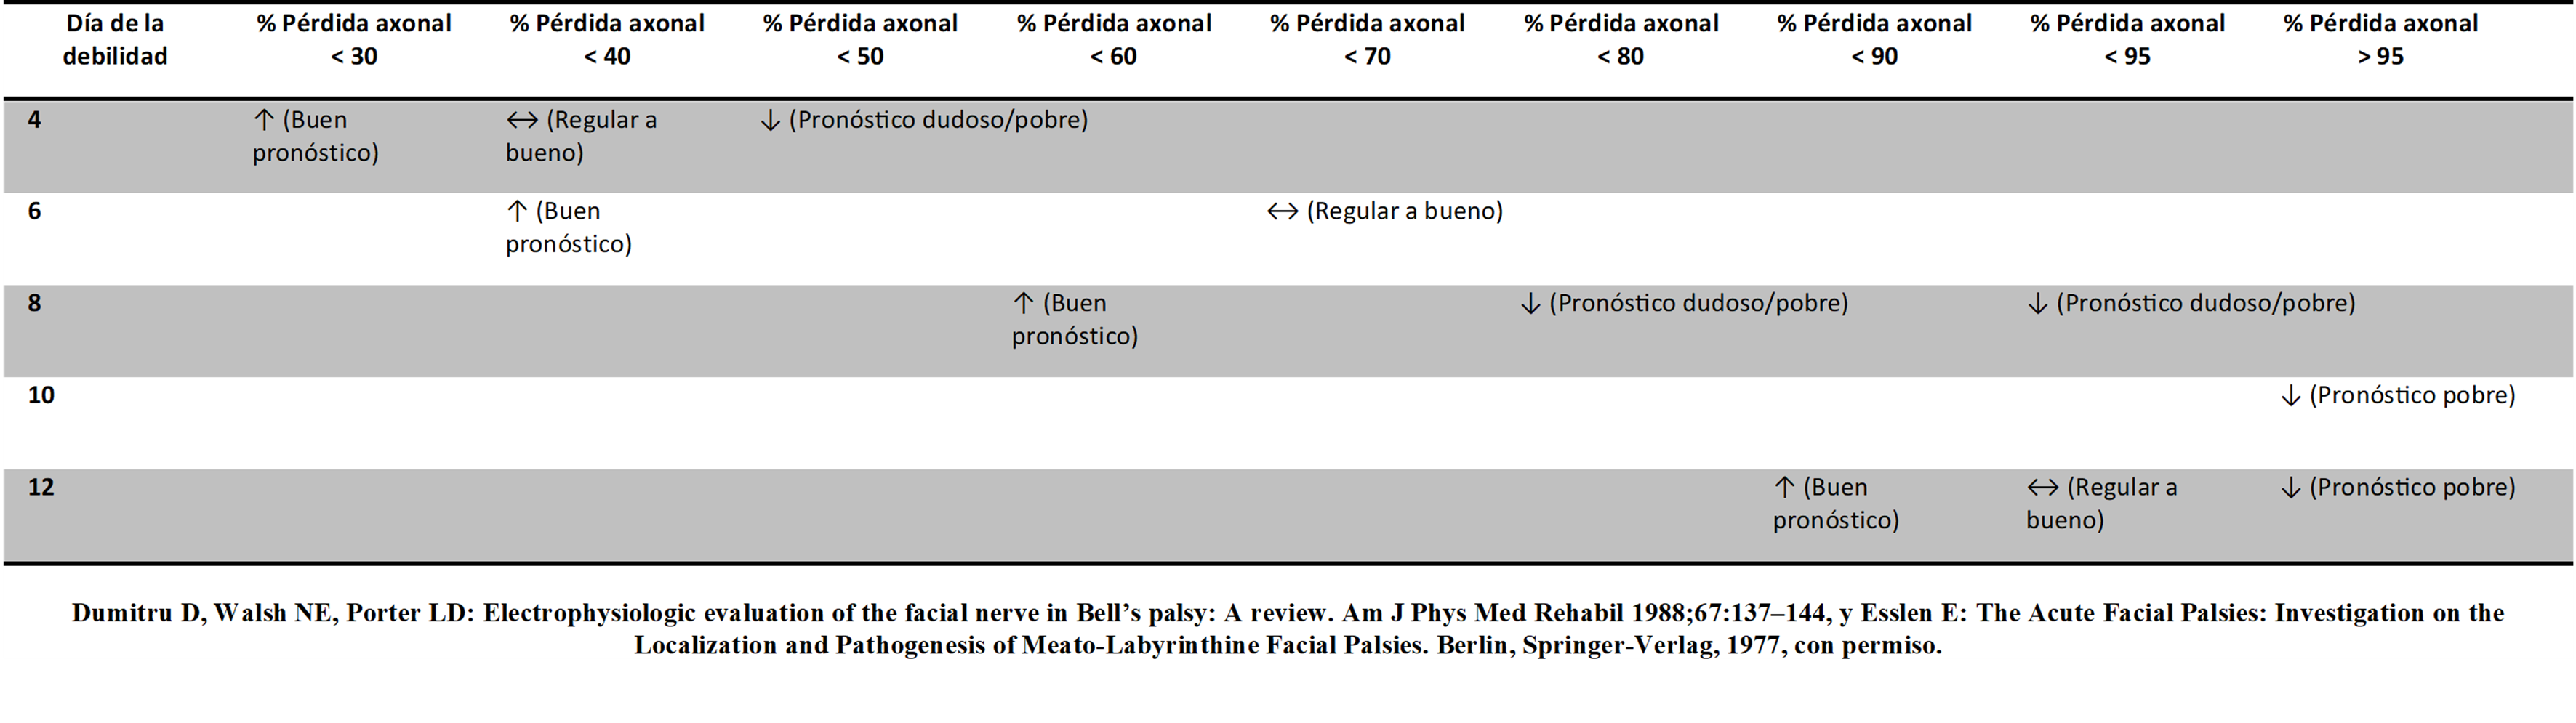 Día de la debilidad % Pérdida axonal < 30 % Pérdida axonal < 40 % Pérdida axonal < 50 % Pérdida axonal < 60 % Pérdida axonal < 70 % Pérdida axonal < 80 % Pérdida axonal < 90 % Pérdida axonal < 95 % Pérdida axonal > 95
4 ↑ (Buen pronóstico) ↔ (Regular a bueno) ↓ (Pronóstico dudoso/pobre)
6 ↑ (Buen pronóstico) ↔ (Regular a bueno)
8 ↑ (Buen pronóstico) ↓ (Pronóstico dudoso/pobre) ↓ (Pronóstico dudoso/pobre)
10 ↓ (Pronóstico pobre)
12 ↑ (Buen pronóstico) ↔ (Regular a bueno) ↓ (Pronóstico pobre)
Dumitru D, Walsh NE, Porter LD: Electrophysiologic evaluation of the facial nerve in Bell’s palsy: A review. Am J Phys Med Rehabil 1988;67:137–144, y Esslen E: The Acute Facial Palsies: Investigation on the
Localization and Pathogenesis of Meato-Labyrinthine Facial Palsies. Berlin, Springer-Verlag, 1977, con permiso.